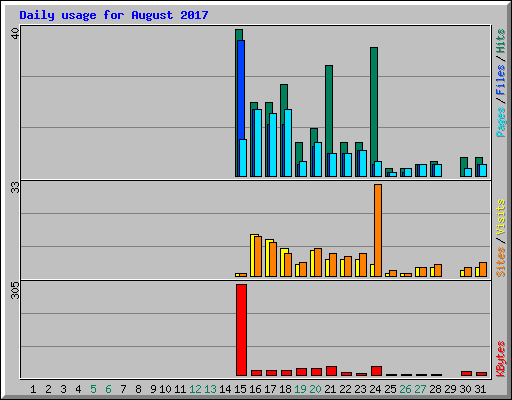 Daily usage for August 2017
40
Pages / Files / Hits
33
Sites / Visits
305
KBytes
1 2 3 4 5 6 7 8 9 10 11 12 13 14 15 16 17 18 19 20 21 22 23 24 25 26 27 28 29 30 31